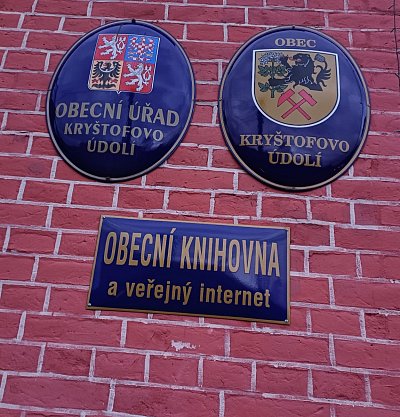 OBECNÍ ÚŘAD
KRYŠTOFOVO
ÚDOLÍ
OBEC
KRYŠTOFOVO
ÚDOLÍ
OBECNÍ KNIHOVNA
a veřejný internet